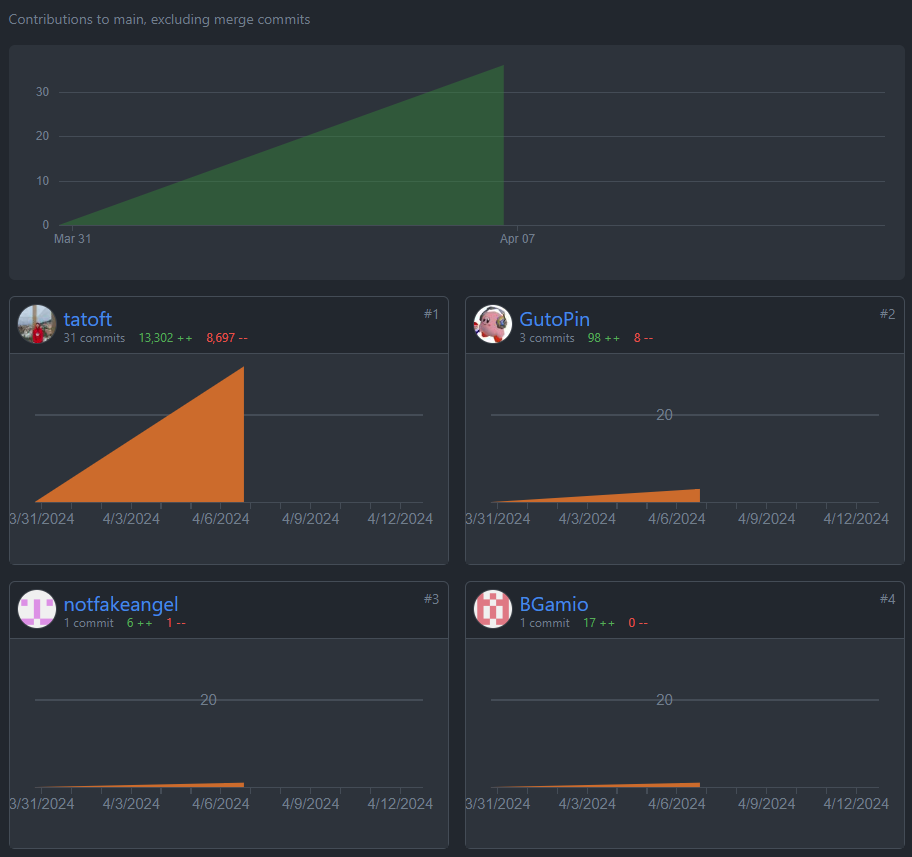 Contributions to main, excluding merge commits
30
20
10
0
Mar 31 Apr 07
tatoft #1
31 commits 13,302 ++ 8,697 --
3/31/2024 4/3/2024 4/6/2024 4/9/2024 4/12/2024
GutoPin #2
3 commits 98 ++ 8 --
20
3/31/2024 4/3/2024 4/6/2024 4/9/2024 4/12/2024
notfakeangel #3
1 commit 6 ++ 1 --
20
3/31/2024 4/3/2024 4/6/2024 4/9/2024 4/12/2024
BGamio #4
1 commit 17 ++ 0 --
20
3/31/2024 4/3/2024 4/6/2024 4/9/2024 4/12/2024